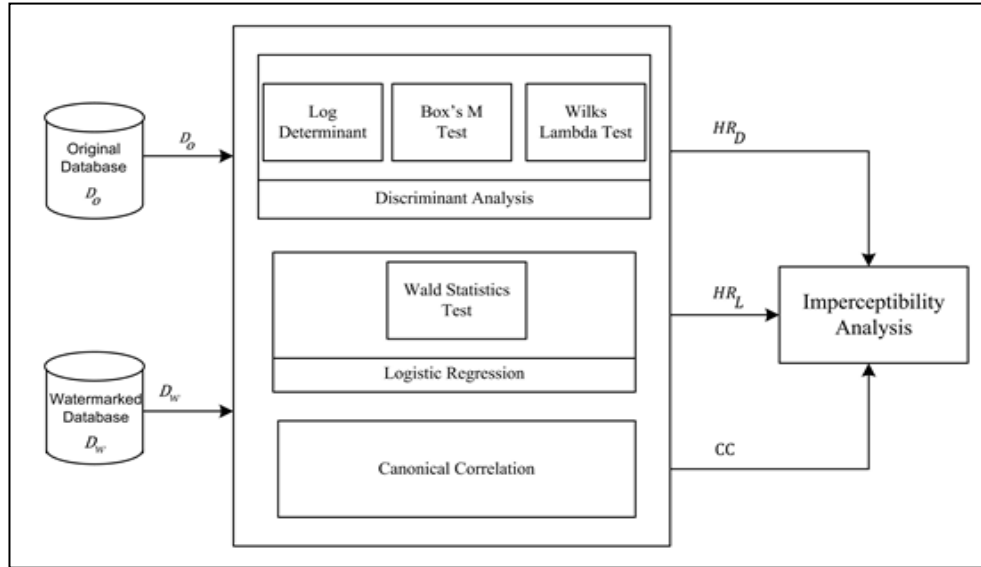 Original
Database
D_o
D_o
Watermarked
Database
D_w
D_w
Log
Determinant
Box's M
Test
Wilks
Lambda Test
Discriminant Analysis
Wald Statistics
Test
Logistic Regression
Canonical Correlation
HR_D
HR_L
CC
Imperceptibility
Analysis